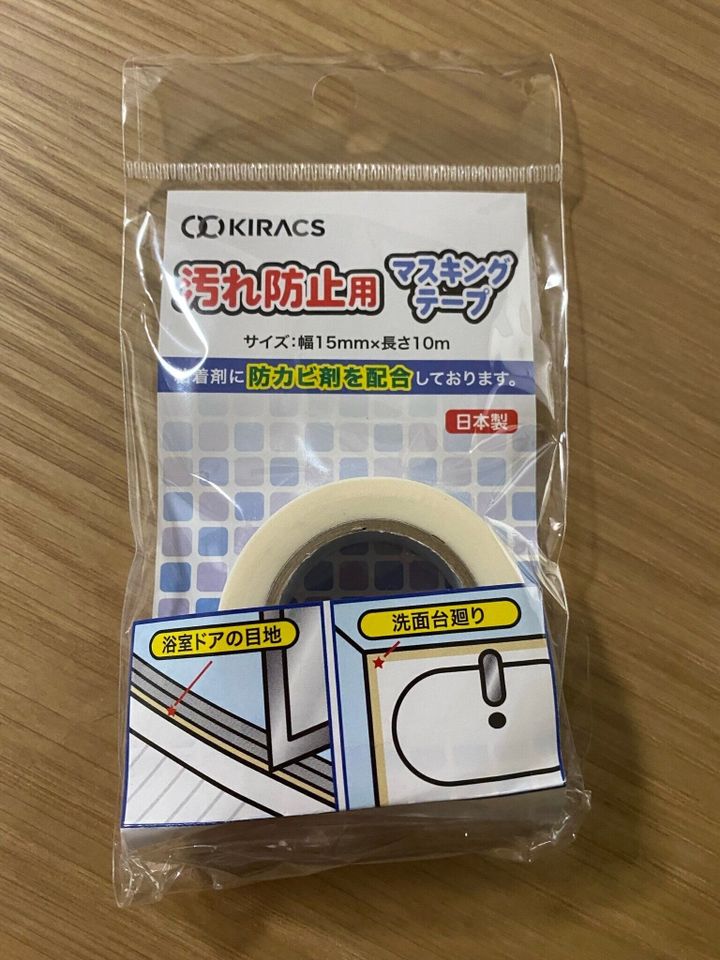 KIRACS
汚れ防止用
マスキング
テープ
サイズ:幅15mm×長さ10m
粘着剤に防カビ剤を配合しております。
日本製
浴室ドアの目地
洗面台廻り